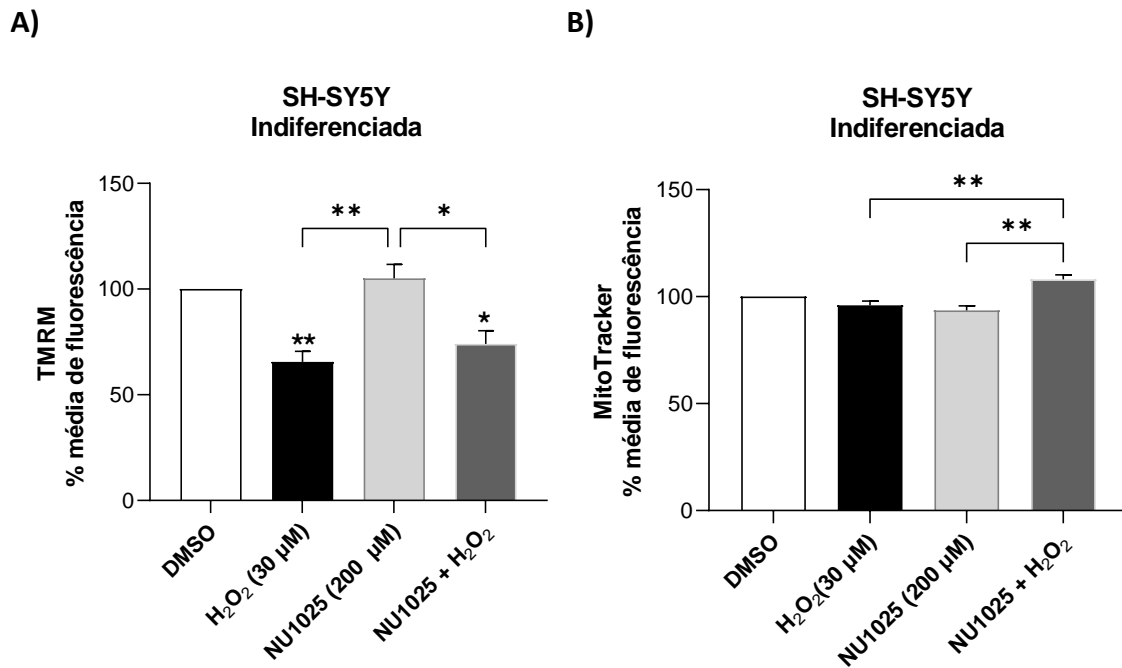 A)
SH-SY5Y
Indiferenciada
TMRM
% média de fluorescência
150
100
50
0
**
*
**
*
DMSO
H₂O₂ (30 µM)
NU1025 (200 µM)
NU1025 + H₂O₂
B)
SH-SY5Y
Indiferenciada
MitoTracker
% média de fluorescência
150
100
50
0
**
**
DMSO
H₂O₂(30 µM)
NU1025 (200 µM)
NU1025 + H₂O₂